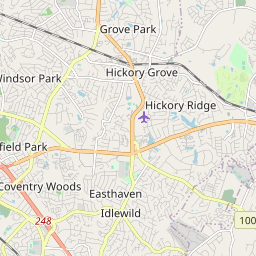 Grove Park
Hickory Grove
Windsor Park
Hickory Ridge
field Park
Coventry Woods
Easthaven
Idlewild
248
100